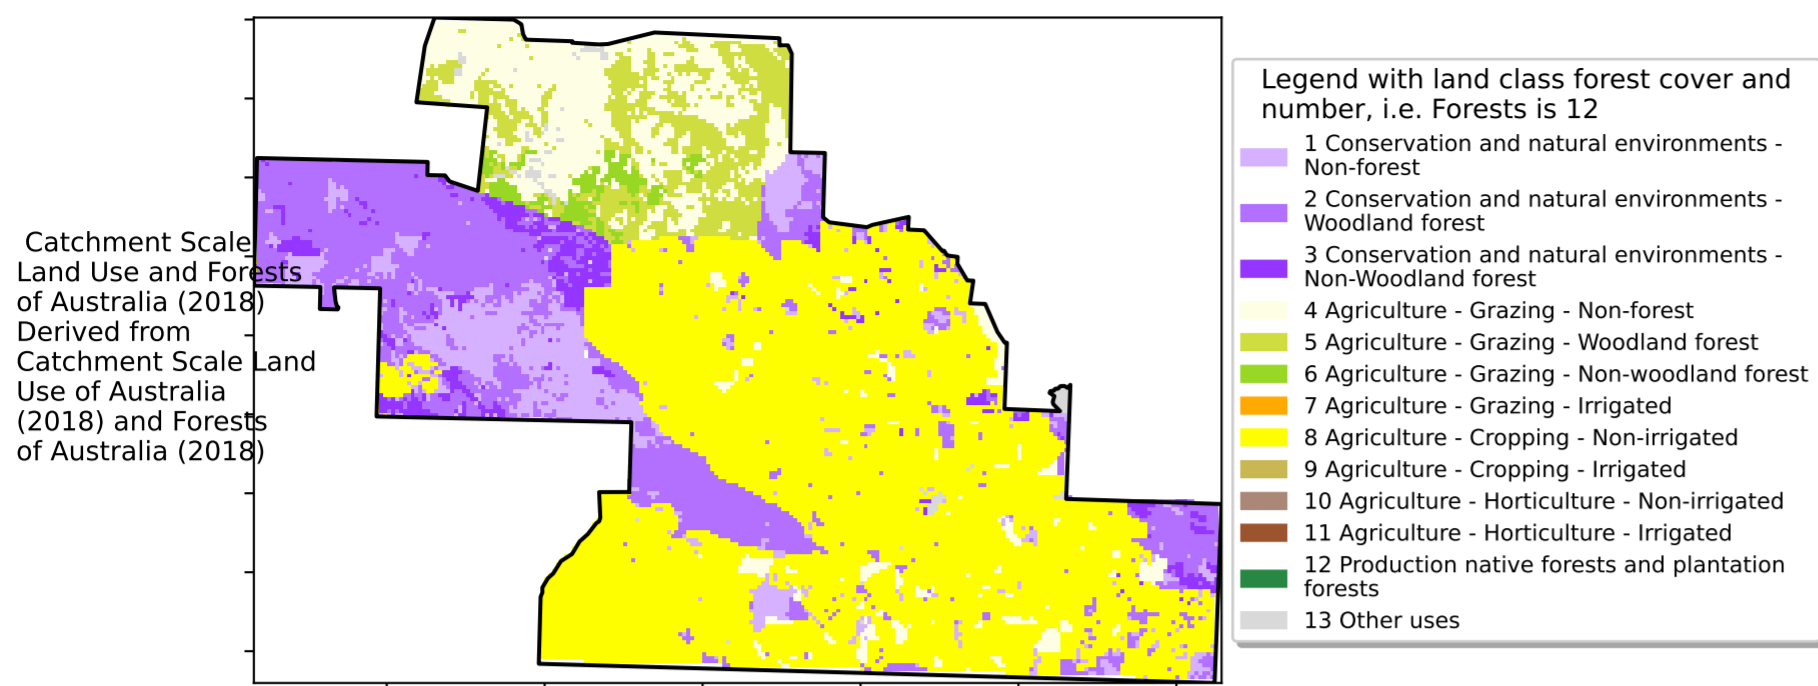 Catchment Scale
Land Use and Forests
of Australia (2018)
Derived from
Catchment Scale Land
Use of Australia
(2018) and Forests
of Australia (2018)
Legend with land class forest cover and
number, i.e. Forests is 12
1 Conservation and natural environments -
Non-forest
2 Conservation and natural environments -
Woodland forest
3 Conservation and natural environments -
Non-Woodland forest
4 Agriculture - Grazing - Non-forest
5 Agriculture - Grazing - Woodland forest
6 Agriculture - Grazing - Non-woodland forest
7 Agriculture - Grazing - Irrigated
8 Agriculture - Cropping - Non-irrigated
9 Agriculture - Cropping - Irrigated
10 Agriculture - Horticulture - Non-irrigated
11 Agriculture - Horticulture - Irrigated
12 Production native forests and plantation
forests
13 Other uses